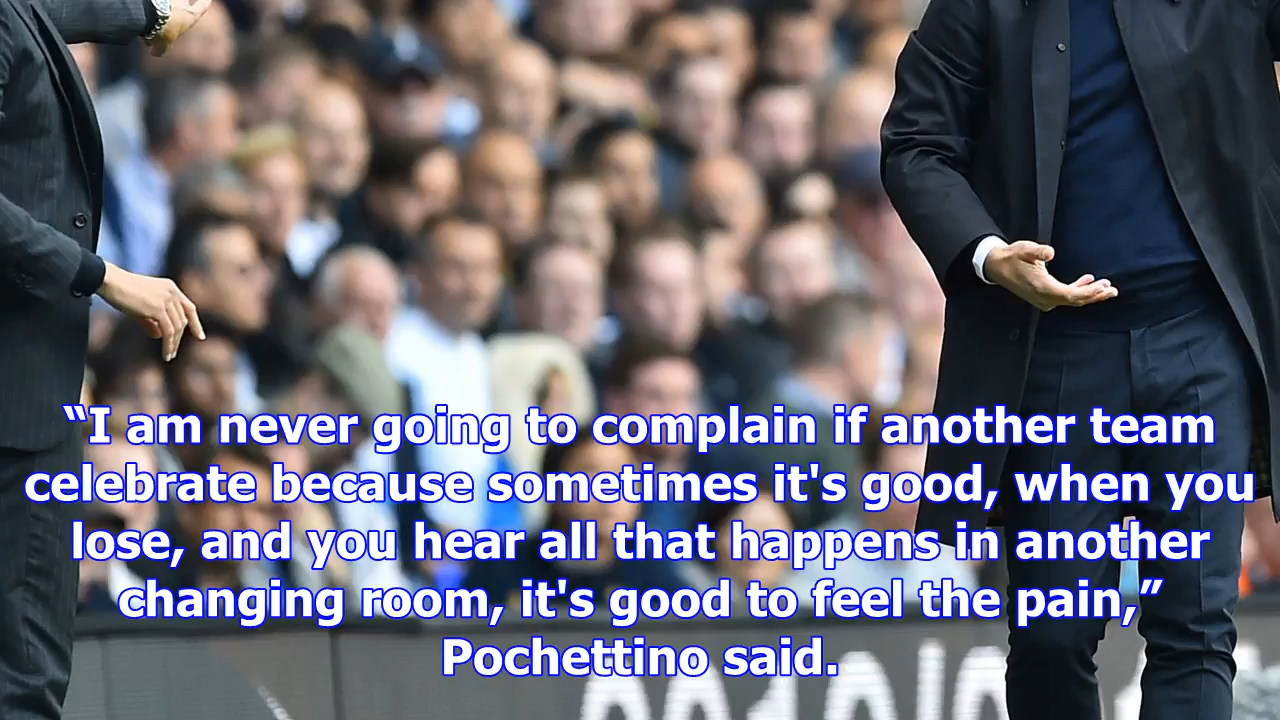 “I am never going to complain if another team
celebrate because sometimes it's good, when you
lose, and you hear all that happens in another
changing room, it's good to feel the pain,”
Pochettino said.